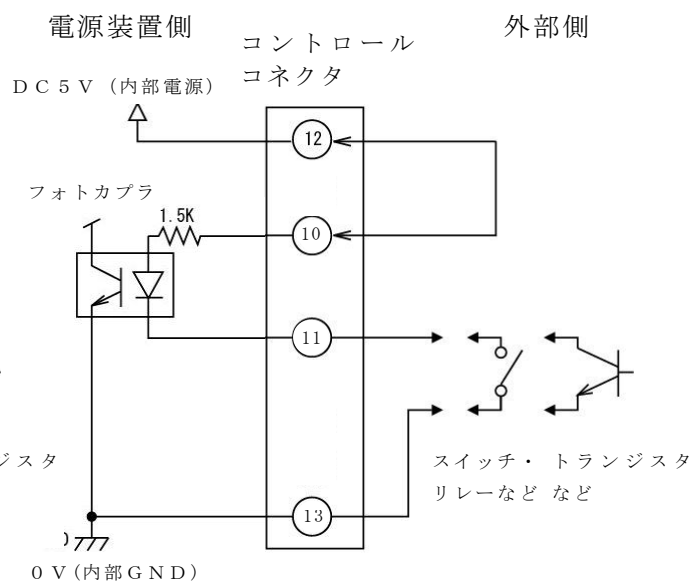 電源装置側
コントロール
コネクタ
外部側
DC5V (内部電源)
12
フォトカプラ
1.5K
10
11
ジスタ
スイッチ・ トランジスタ
リレーなど など
13
0V(内部GND)